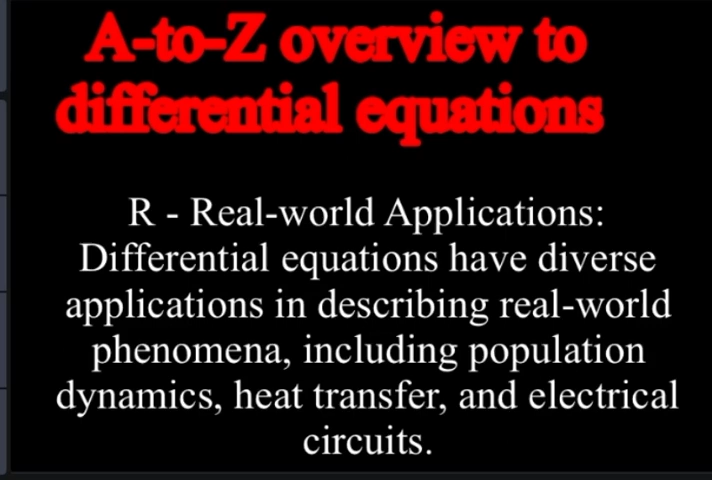 A-to-Z overview to
differential equations
R - Real-world Applications:
Differential equations have diverse
applications in describing real-world
phenomena, including population
dynamics, heat transfer, and electrical
circuits.